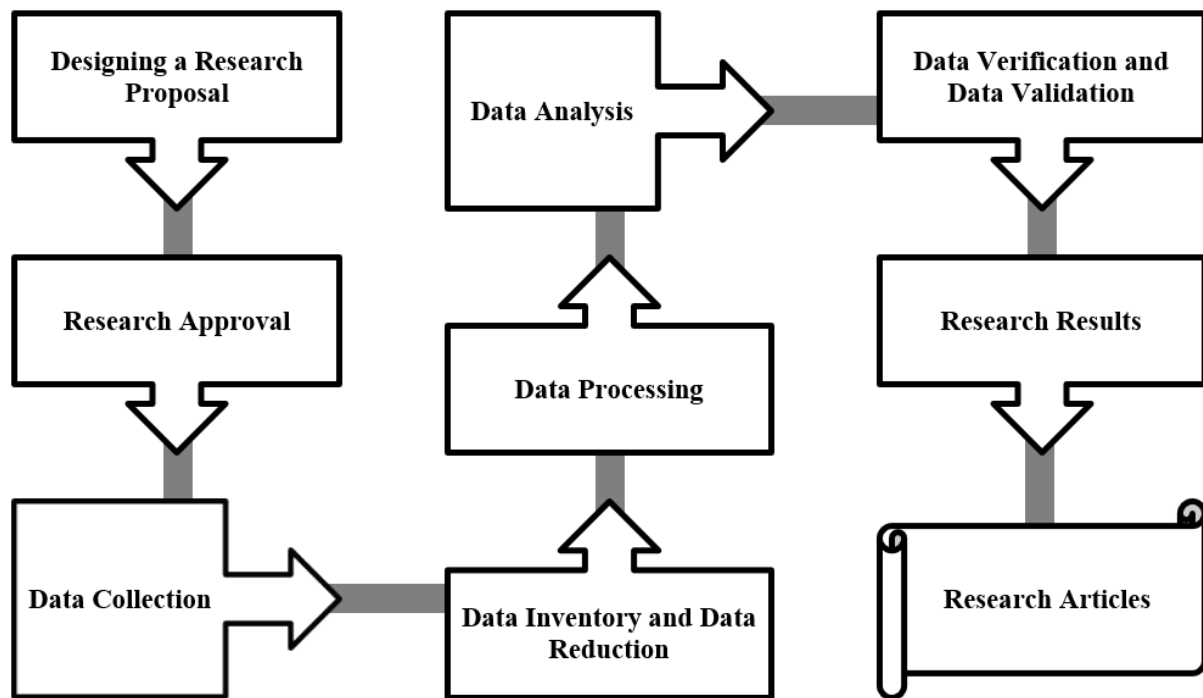 Designing a Research
Proposal
Research Approval
Data Collection
Data Inventory and Data
Reduction
Data Processing
Data Analysis
Data Verification and
Data Validation
Research Results
Research Articles